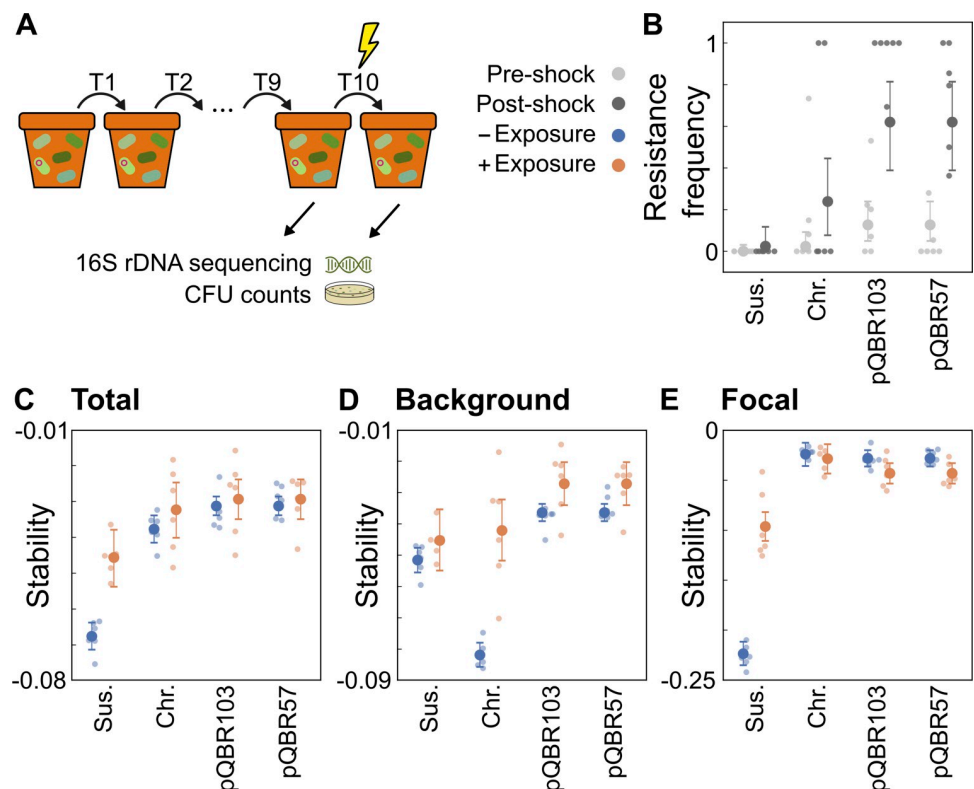 A
T1
T2
...
T9
T10
16S rDNA sequencing
CFU counts
Pre-shock
Post-shock
– Exposure
+ Exposure
B
Resistance
frequency
1
0
Sus.
Chr.
pQBR103
pQBR57
C Total
Stability
-0.01
-0.08
Sus.
Chr.
pQBR103
pQBR57
D Background
Stability
-0.01
-0.09
Sus.
Chr.
pQBR103
pQBR57
E Focal
Stability
0
-0.25
Sus.
Chr.
pQBR103
pQBR57